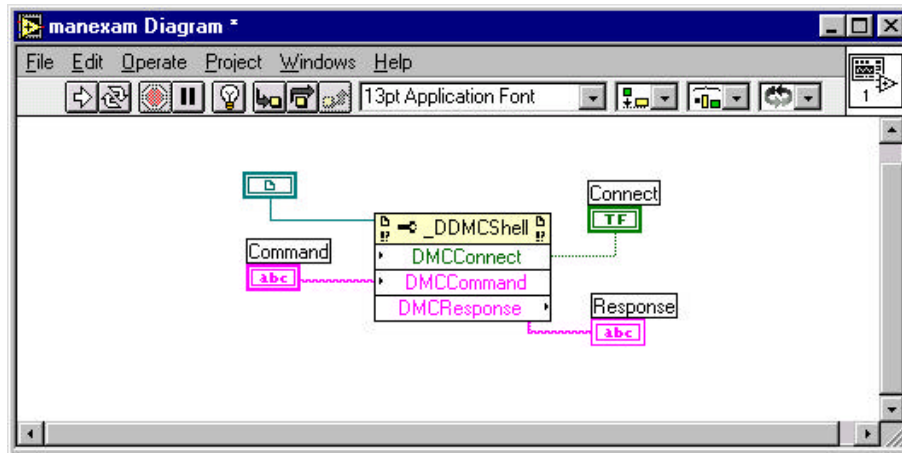 manexam Diagram *
File Edit Operate Project Windows Help
13pt Application Font
1
Connect
TF
_DDMCShell
DMCConnect
Command
abc
DMCCommand
DMCResponse
Response
abc